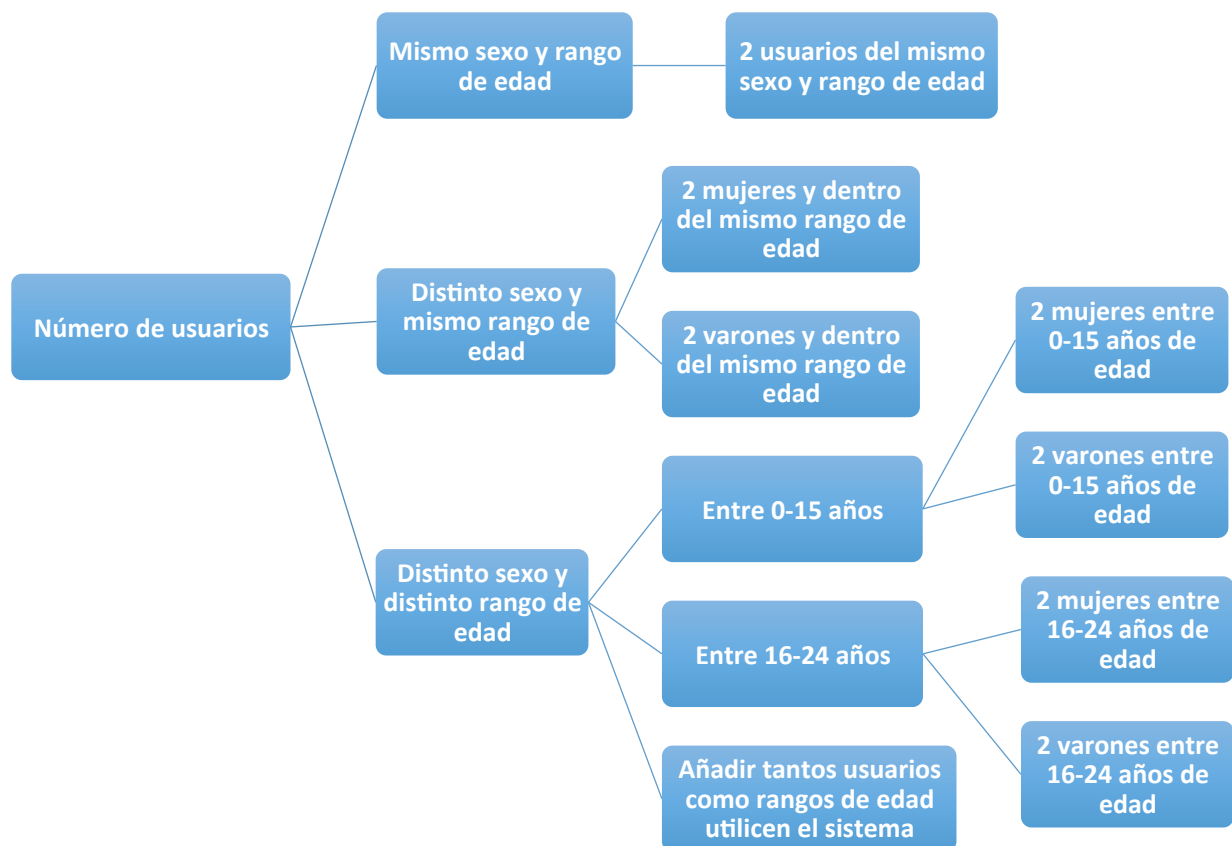 Número de usuarios
Mismo sexo y rango
de edad
2 usuarios del mismo
sexo y rango de edad
Distinto sexo y
mismo rango de
edad
2 mujeres y dentro
del mismo rango de
edad
2 varones y dentro
del mismo rango de
edad
Distinto sexo y
distinto rango de
edad
Entre 0-15 años
2 mujeres entre
0-15 años de
edad
2 varones entre
0-15 años de
edad
Entre 16-24 años
2 mujeres entre
16-24 años de
edad
2 varones entre
16-24 años de
edad
Añadir tantos usuarios
como rangos de edad
utilicen el sistema